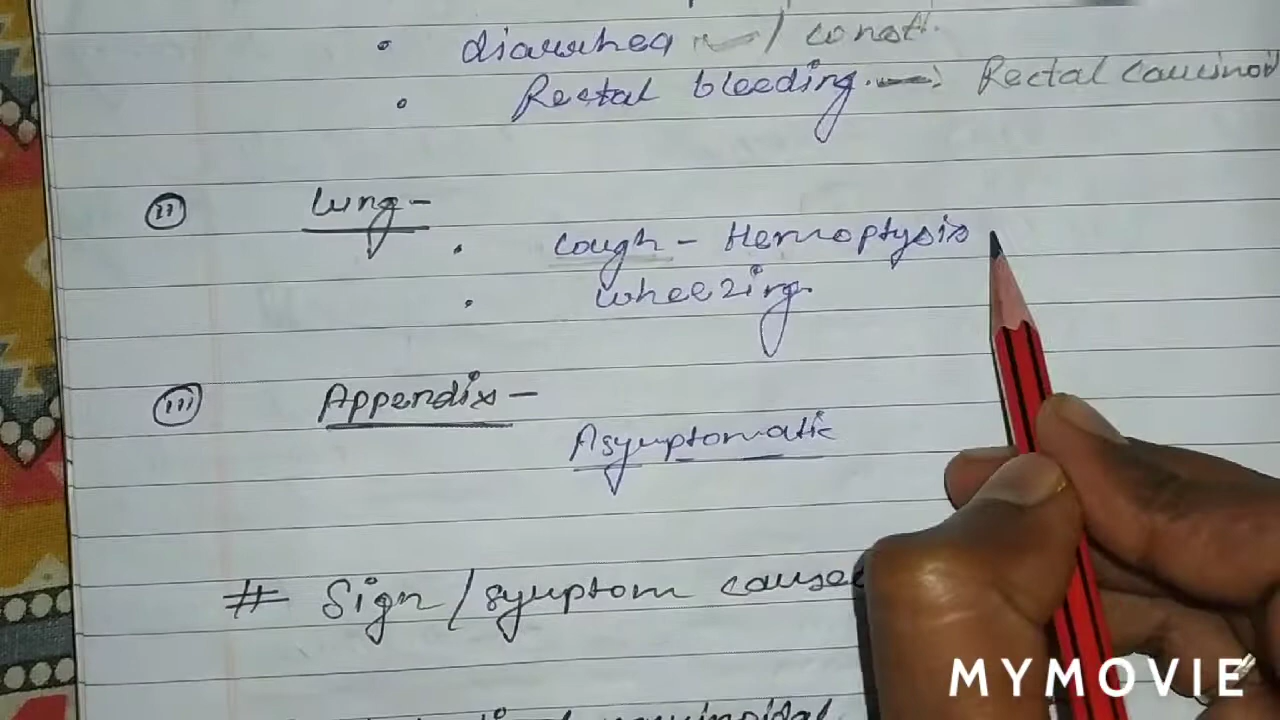 • diarrhea / const.
• Rectal bleeding. —: Rectal Carcinoid
(ii) Lung -
• Cough - Hemoptysis
• wheezing.
(iii) Appendix -
Asymptomatic
# Sign/symptom cause
MYMOVIE